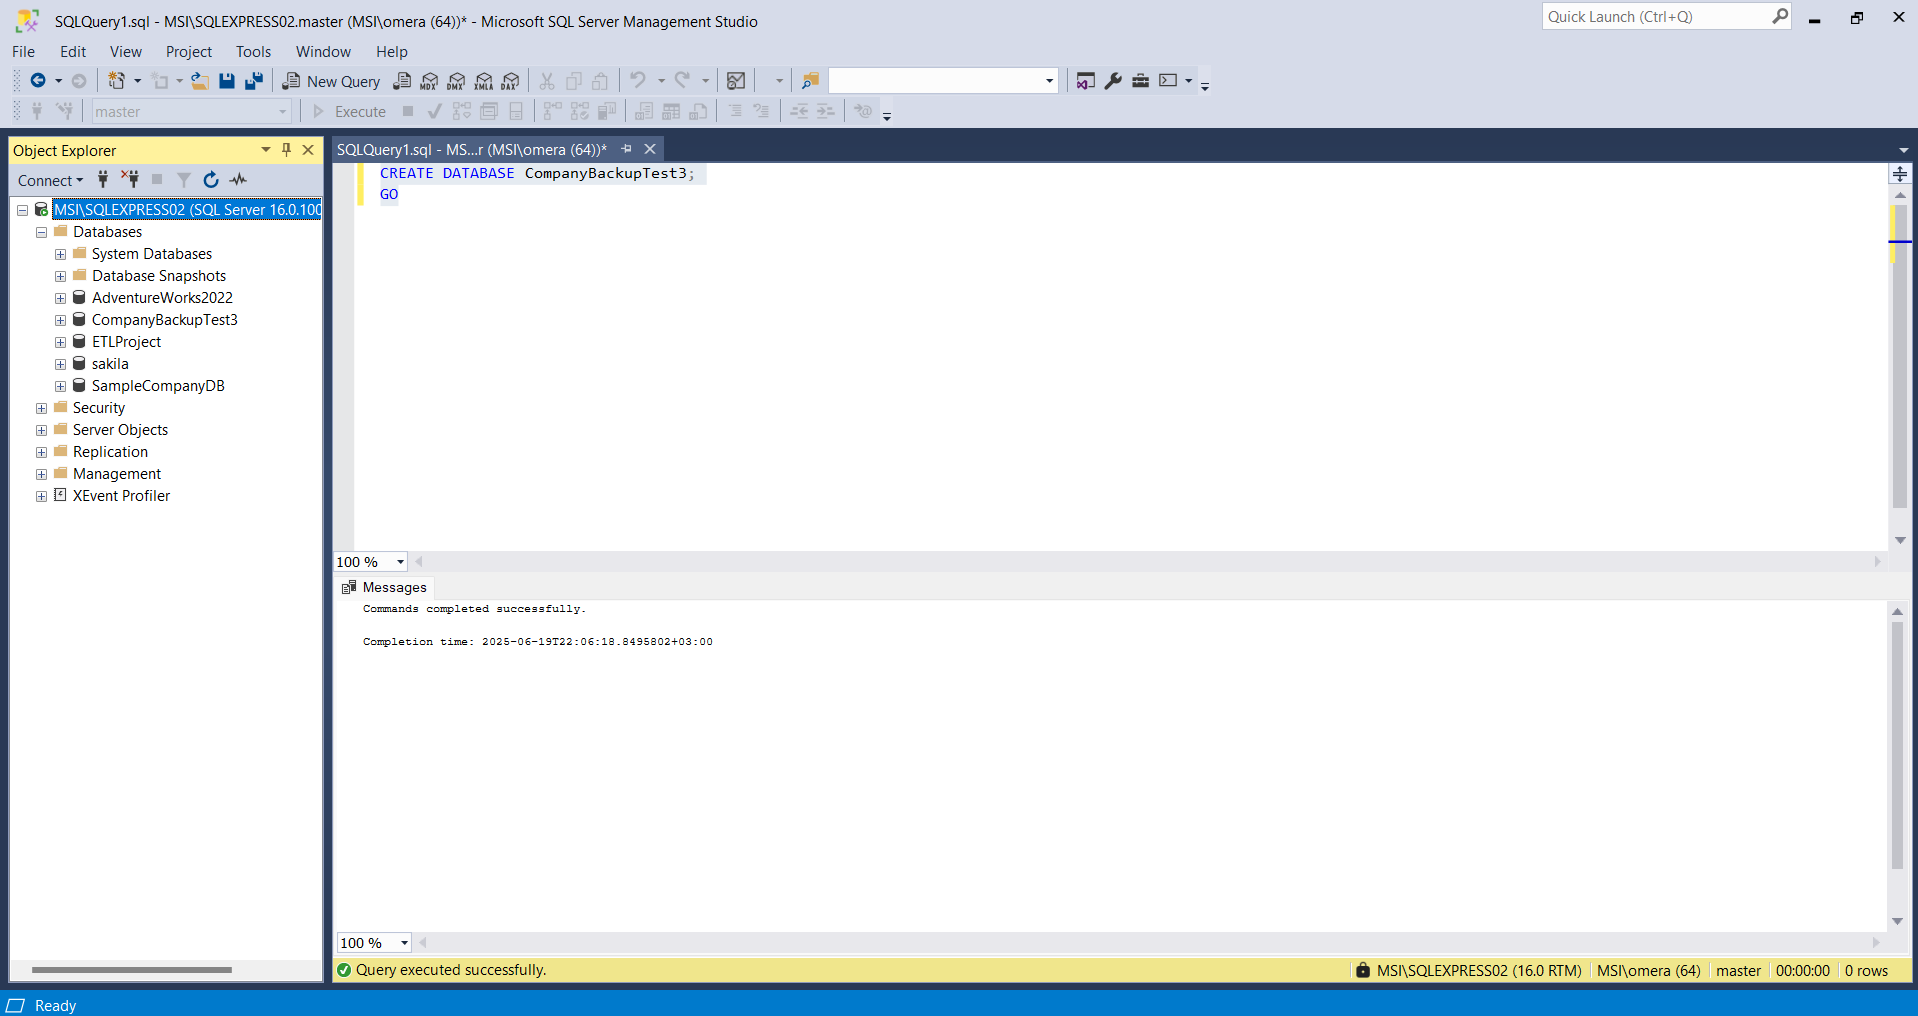 SQLQuery1.sql - MSI\SQLEXPRESS02.master (MSI\omera (64))* - Microsoft SQL Server Management Studio
Quick Launch (Ctrl+Q)
File Edit View Project Tools Window Help
New Query MDX DMX XMLA DAX
master Execute
Object Explorer
SQLQuery1.sql - MS...r (MSI\omera (64))*
Connect
MSI\SQLEXPRESS02 (SQL Server 16.0.100
Databases
System Databases
Database Snapshots
AdventureWorks2022
CompanyBackupTest3
ETLProject
sakila
SampleCompanyDB
Security
Server Objects
Replication
Management
XEvent Profiler
CREATE DATABASE CompanyBackupTest3;
GO
100 %
Messages
Commands completed successfully.
Completion time: 2025-06-19T22:06:18.8495802+03:00
100 %
Query executed successfully.
MSI\SQLEXPRESS02 (16.0 RTM) MSI\omera (64) master 00:00:00 0 rows
Ready